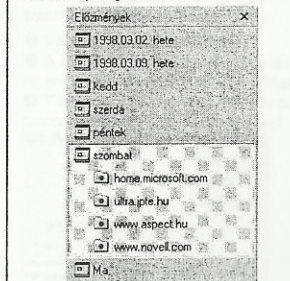 Előzmények
1998.03.02. hete
1998.03.09. hete
kedd
szerda
péntek
szombat
home.microsoft.com
ultra.jpte.hu
www.aspect.hu
www.novell.com
Ma